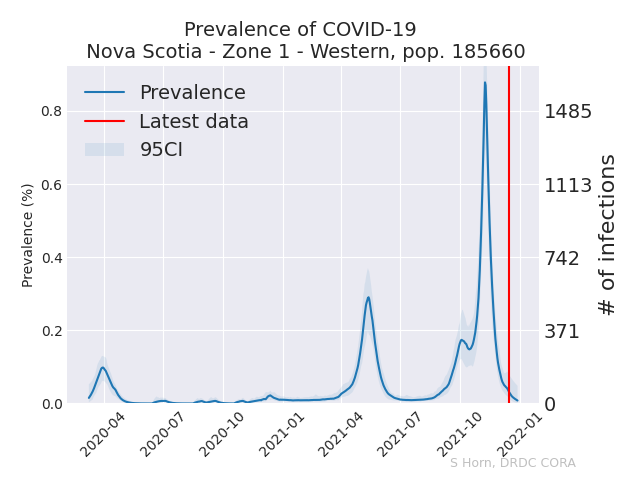 Prevalence of COVID-19
Nova Scotia - Zone 1 - Western, pop. 185660
Prevalence
Latest data
95CI
Prevalence (%)
0.8
0.6
0.4
0.2
0.0
# of infections
1485
1113
742
371
0
2020-04
2020-07
2020-10
2021-01
2021-04
2021-07
2021-10
2022-01
S Horn, DRDC CORA